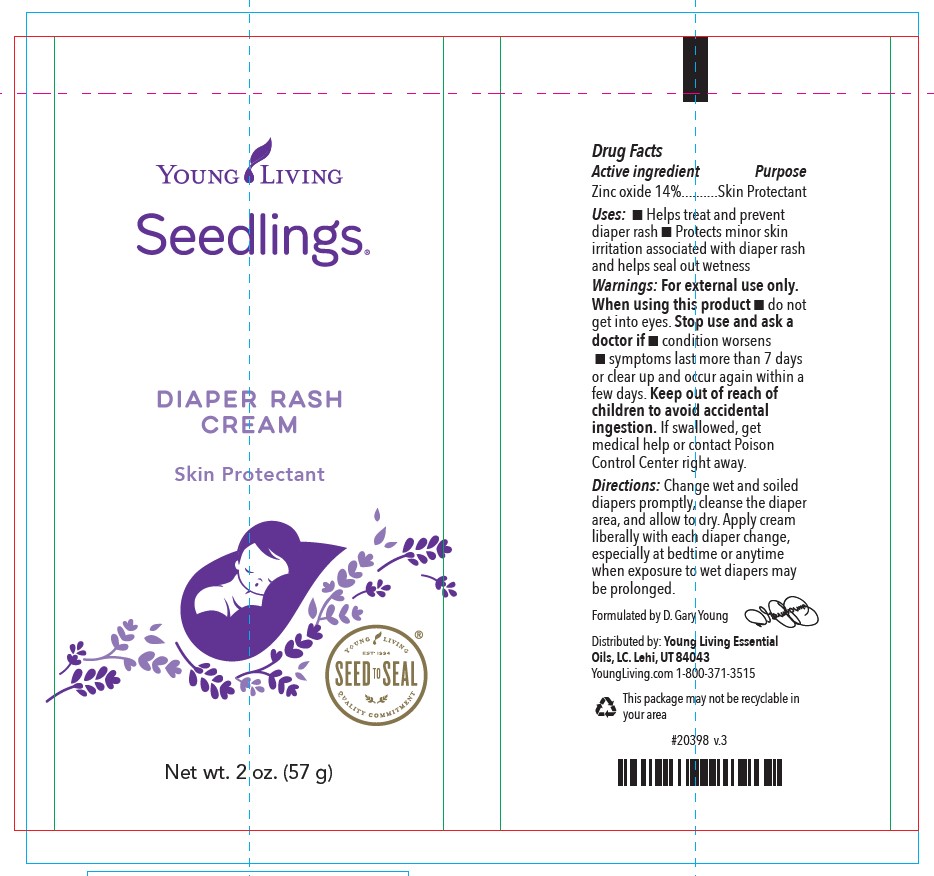 YOUNG LIVING
Seedlings®
DIAPER RASH
CREAM
Skin Protectant
YOUNG LIVING
EST 1994
SEED TO SEAL ®
QUALITY COMMITMENT
Net wt. 2 oz. (57 g)
Drug Facts
Active ingredient Purpose
Zinc oxide 14%..........Skin Protectant
Uses: ■ Helps treat and prevent
diaper rash ■ Protects minor skin
irritation associated with diaper rash
and helps seal out wetness
Warnings: For external use only.
When using this product ■ do not
get into eyes. Stop use and ask a
doctor if ■ condition worsens
■ symptoms last more than 7 days
or clear up and occur again within a
few days. Keep out of reach of
children to avoid accidental
ingestion. If swallowed, get
medical help or contact Poison
Control Center right away.
Directions: Change wet and soiled
diapers promptly, cleanse the diaper
area, and allow to dry. Apply cream
liberally with each diaper change,
especially at bedtime or anytime
when exposure to wet diapers may
be prolonged.
Formulated by D. Gary Young
Distributed by: Young Living Essential
Oils, LC. Lehi, UT 84043
YoungLiving.com 1-800-371-3515
This package may not be recyclable in
your area
#20398 v.3